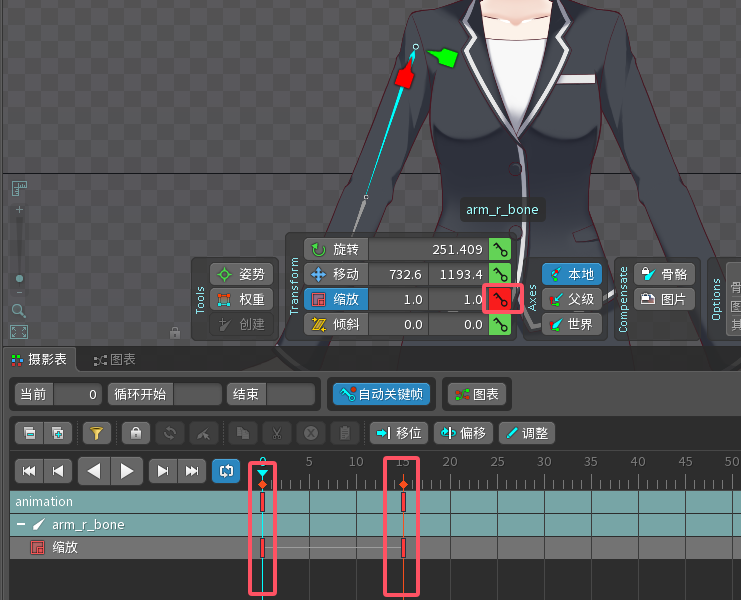 arm_r_bone
Tools
姿势
权重
创建
Transform
旋转 251.409
移动 732.6 1193.4
缩放 1.0 1.0
倾斜 0.0 0.0
Axes
本地
父级
世界
Compensate
骨骼
图片
Options
骨
图
其
摄影表 图表
当前 0 循环开始 结束 自动关键帧 图表
移位 偏移 调整
0 5 10 15 20 25 30 35 40 45 50
animation
arm_r_bone
缩放